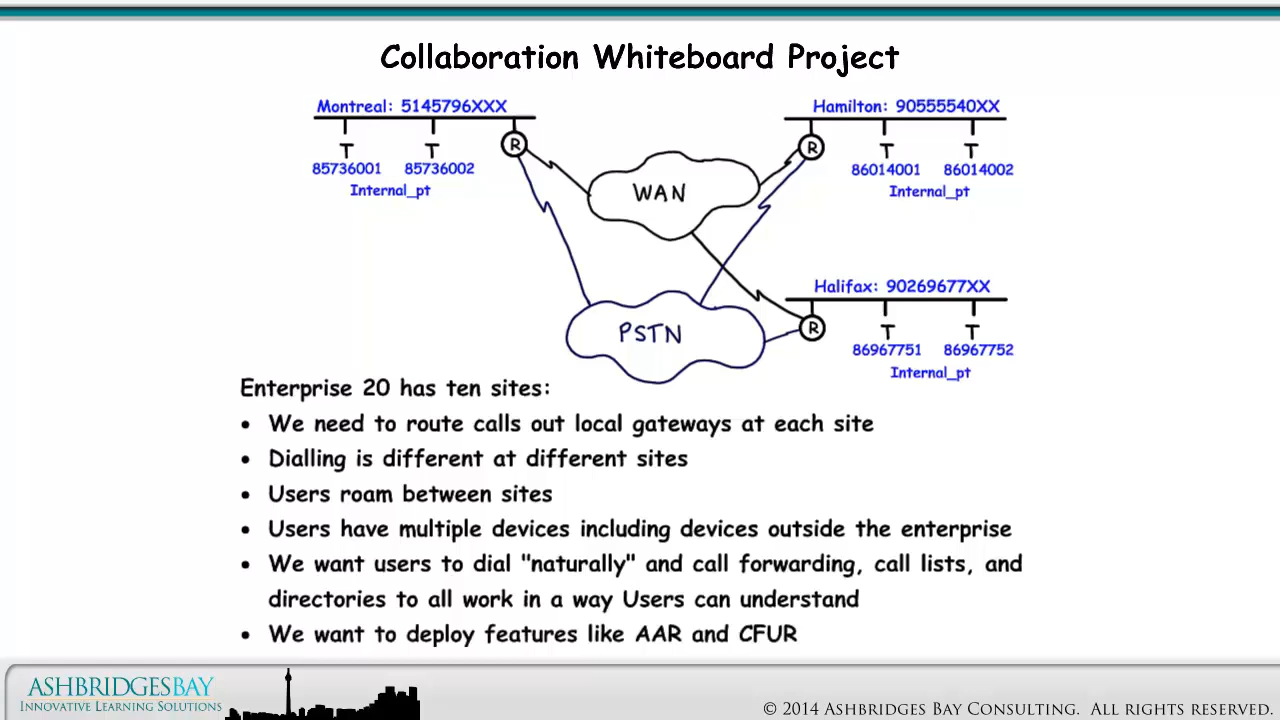 Collaboration Whiteboard Project
Montreal: 5145796XXX
Hamilton: 90555540XX
R
R
T
T
T
T
85736001
85736002
86014001
86014002
Internal_pt
Internal_pt
WAN
Halifax: 90269677XX
PSTN
R
T
T
86967751
86967752
Internal_pt
Enterprise 20 has ten sites:
• We need to route calls out local gateways at each site
• Dialling is different at different sites
• Users roam between sites
• Users have multiple devices including devices outside the enterprise
• We want users to dial "naturally" and call forwarding, call lists, and
directories to all work in a way Users can understand
• We want to deploy features like AAR and CFUR
ASHBRIDGESBAY
INNOVATIVE LEARNING SOLUTIONS
© 2014 ASHBRIDGES BAY CONSULTING. ALL RIGHTS RESERVED.